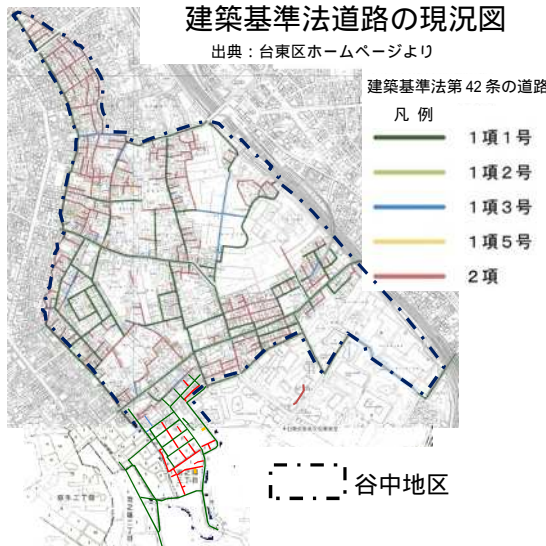 建築基準法道路の現況図
出典：台東区ホームページより
建築基準法第42条の道路
凡 例
1項1号
1項2号
1項3号
1項5号
2項
谷中地区